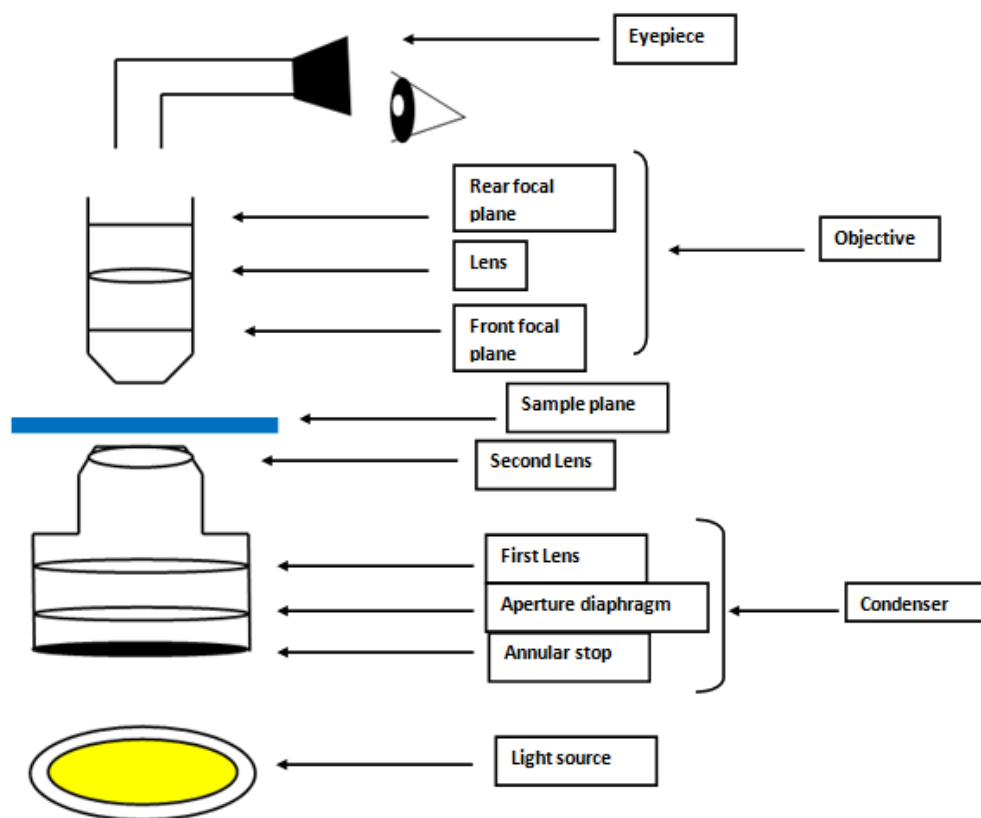 Eyepiece
Rear focal
plane
Lens
Objective
Front focal
plane
Sample plane
Second Lens
First Lens
Aperture diaphragm
Condenser
Annular stop
Light source